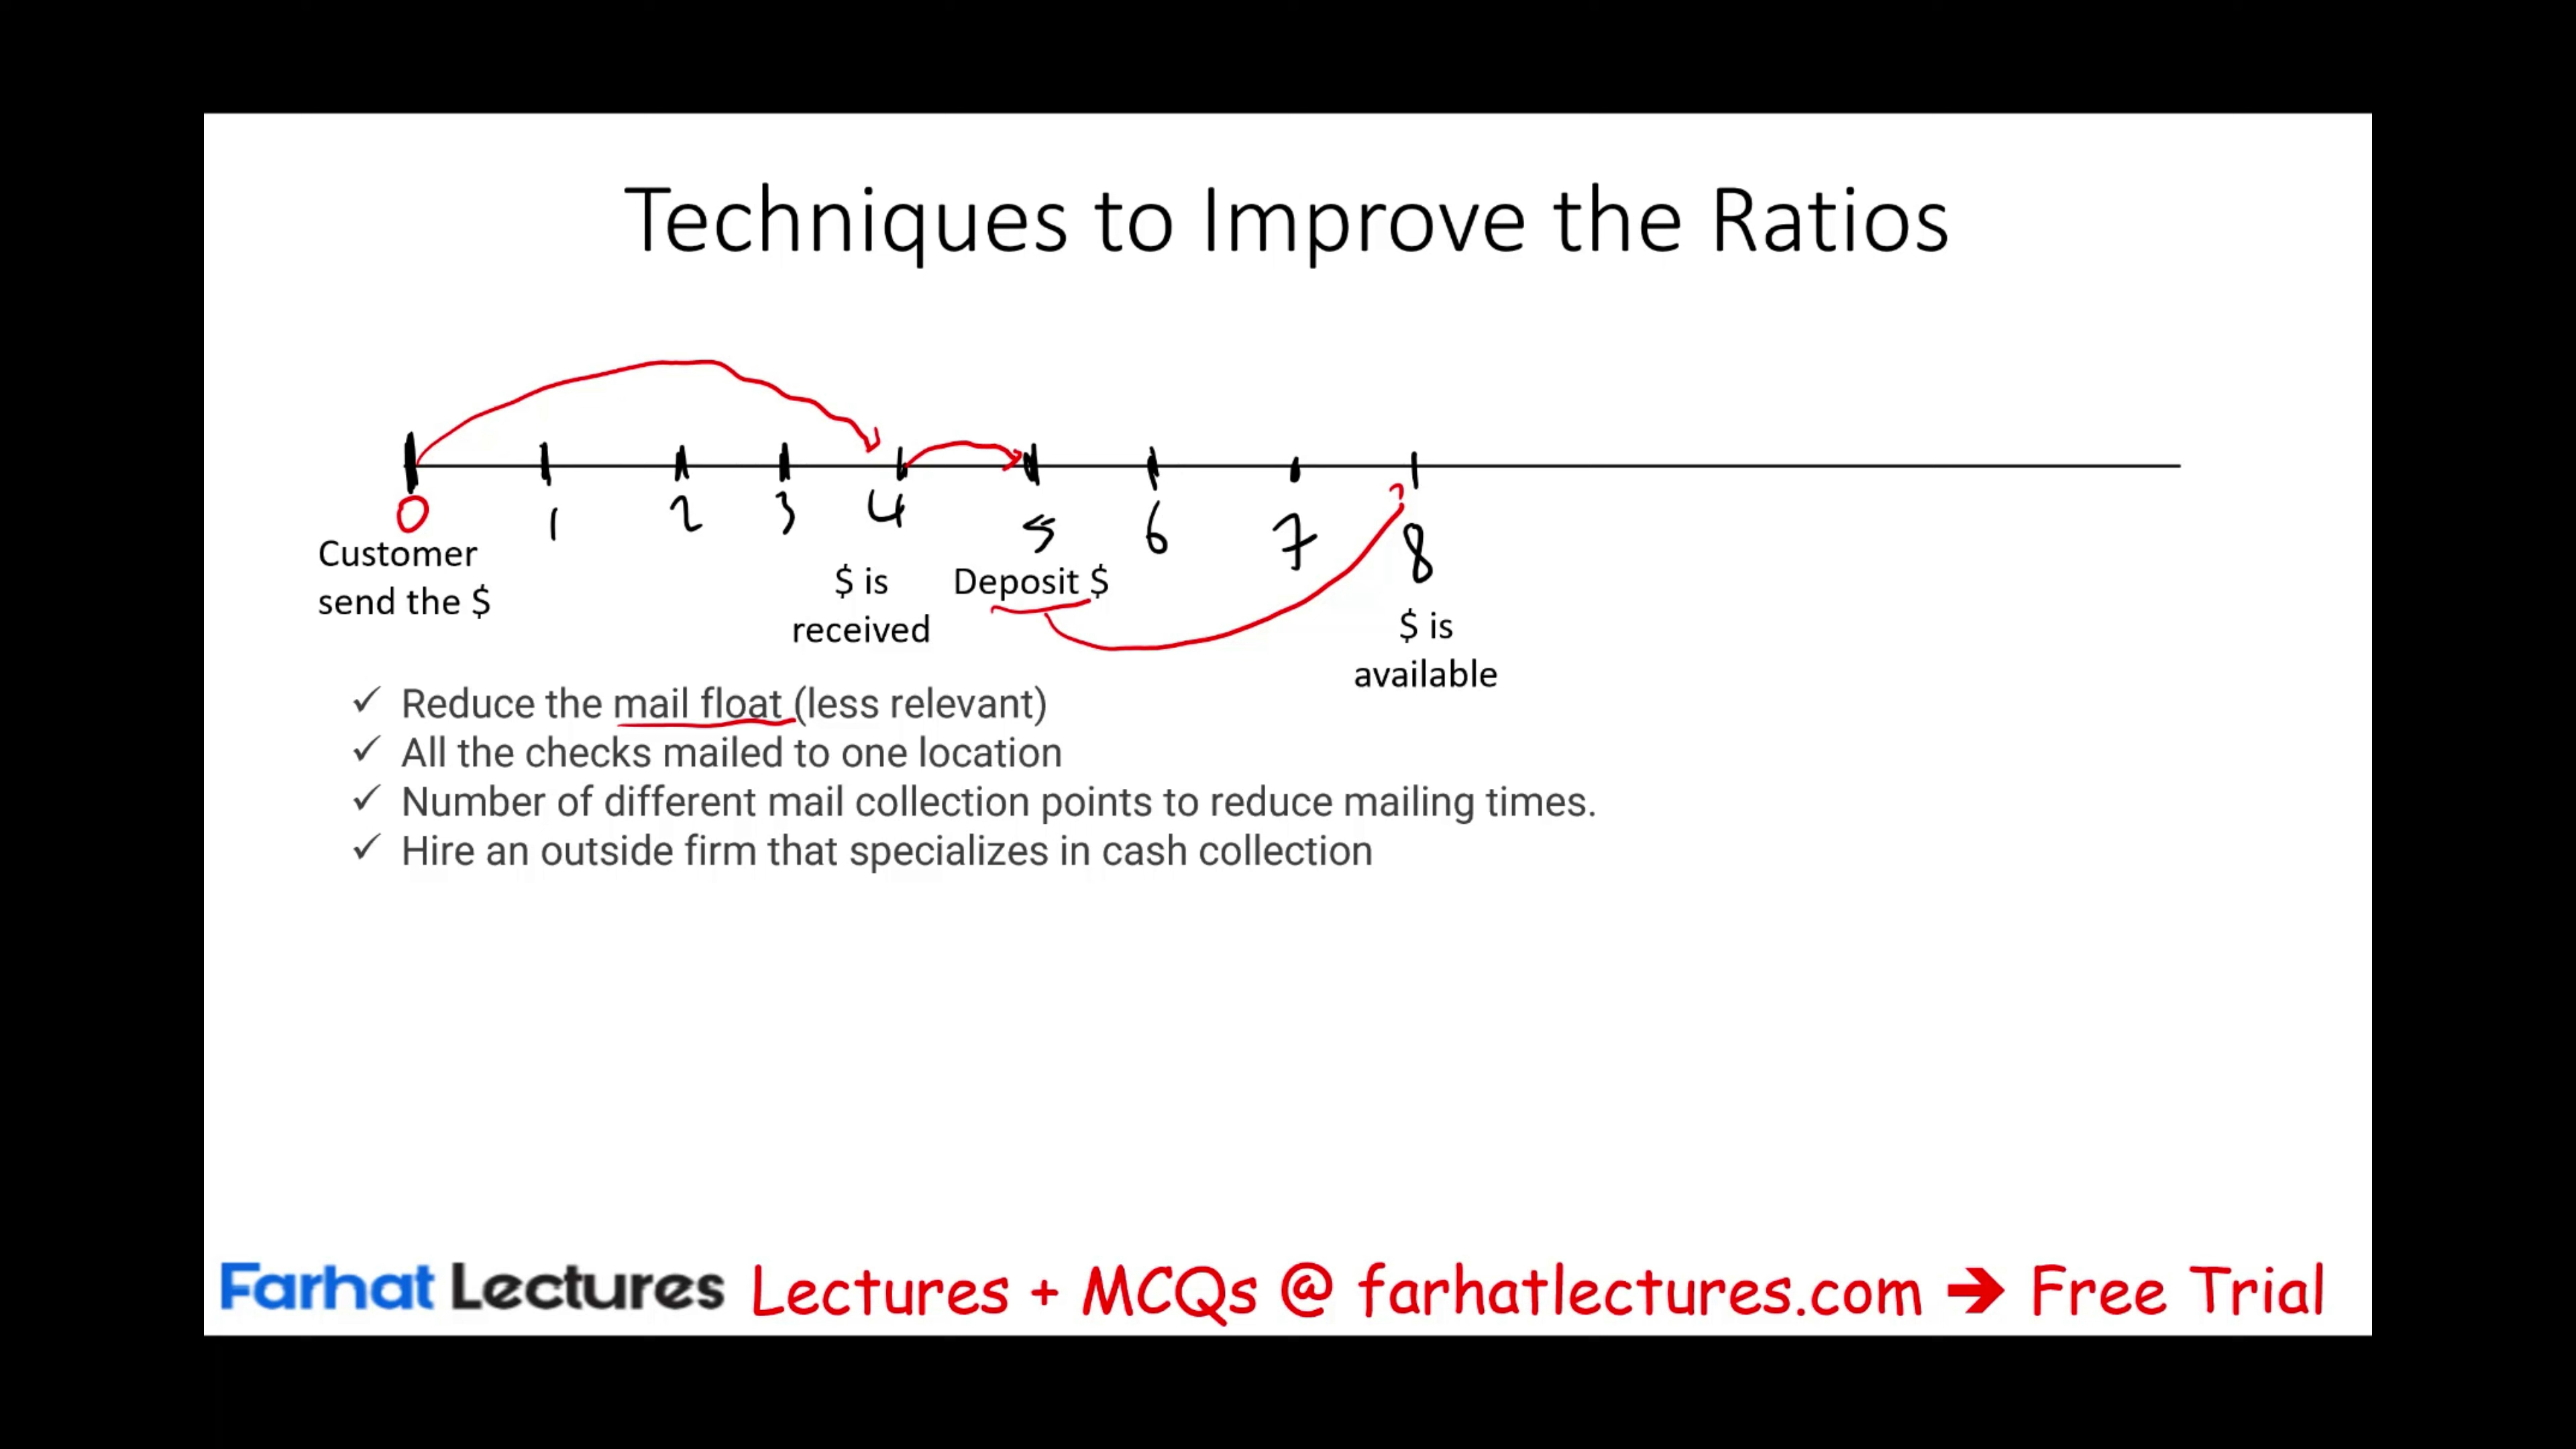 Techniques to Improve the Ratios
0 1 2 3 4 5 6 7 8
Customer
send the $
$ is
received
Deposit $
$ is
available
✓ Reduce the mail float (less relevant)
✓ All the checks mailed to one location
✓ Number of different mail collection points to reduce mailing times.
✓ Hire an outside firm that specializes in cash collection
Farhat Lectures Lectures + MCQs @ farhatlectures.com → Free Trial